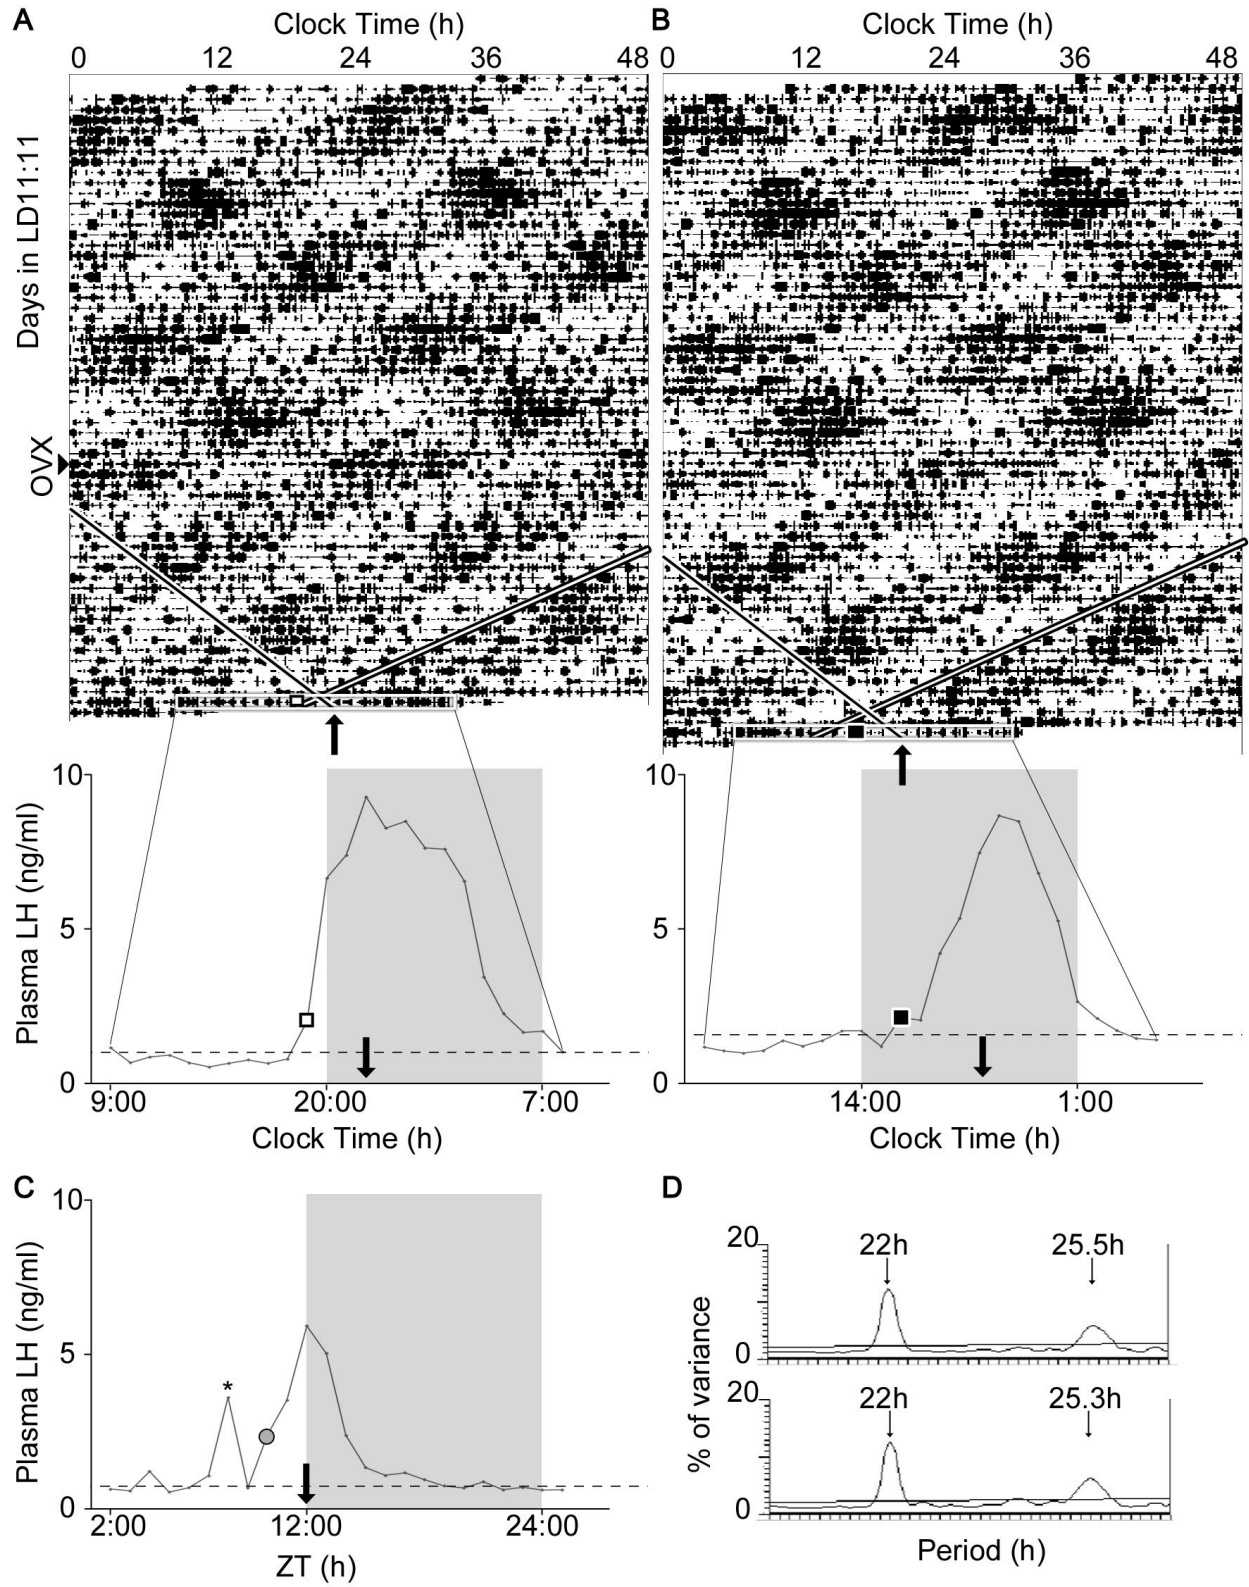 A
Clock Time (h)
0 12 24 36 48
Days in LD11:11
OVX
B
Clock Time (h)
0 12 24 36 48
10
5
0
Plasma LH (ng/ml)
9:00 20:00 7:00
Clock Time (h)
10
5
0
14:00 1:00
Clock Time (h)
C
10
5
0
Plasma LH (ng/ml)
*
2:00 12:00 24:00
ZT (h)
D
% of variance
20
0
22h 25.5h
20
0
22h 25.3h
Period (h)